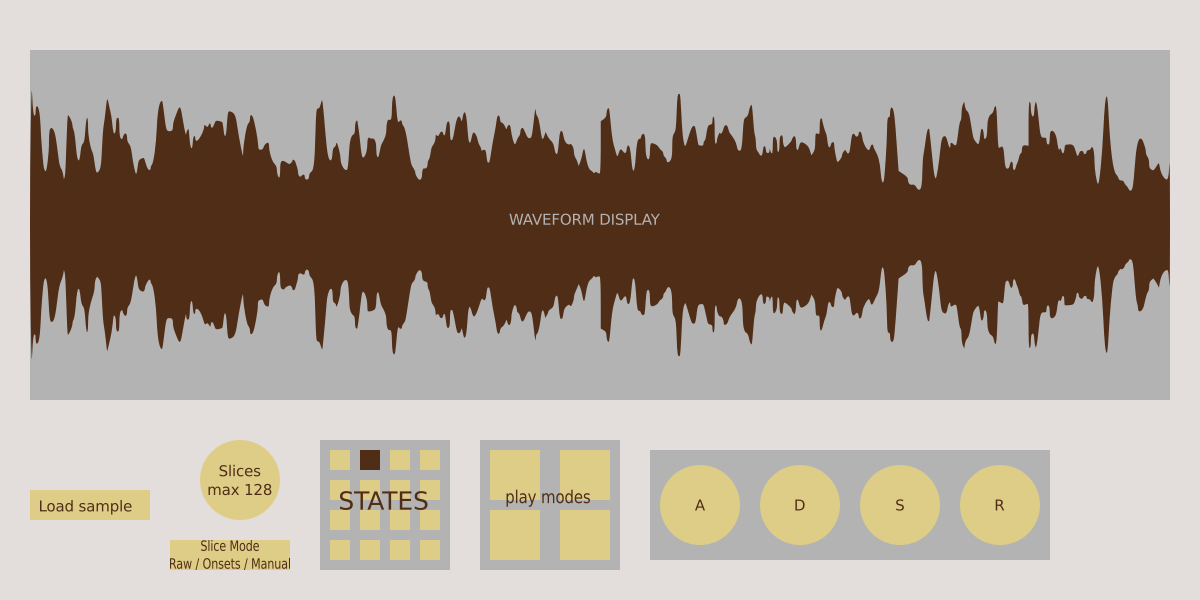 WAVEFORM DISPLAY
Load sample
Slices
max 128
Slice Mode
Raw / Onsets / Manual
STATES
play modes
A
D
S
R